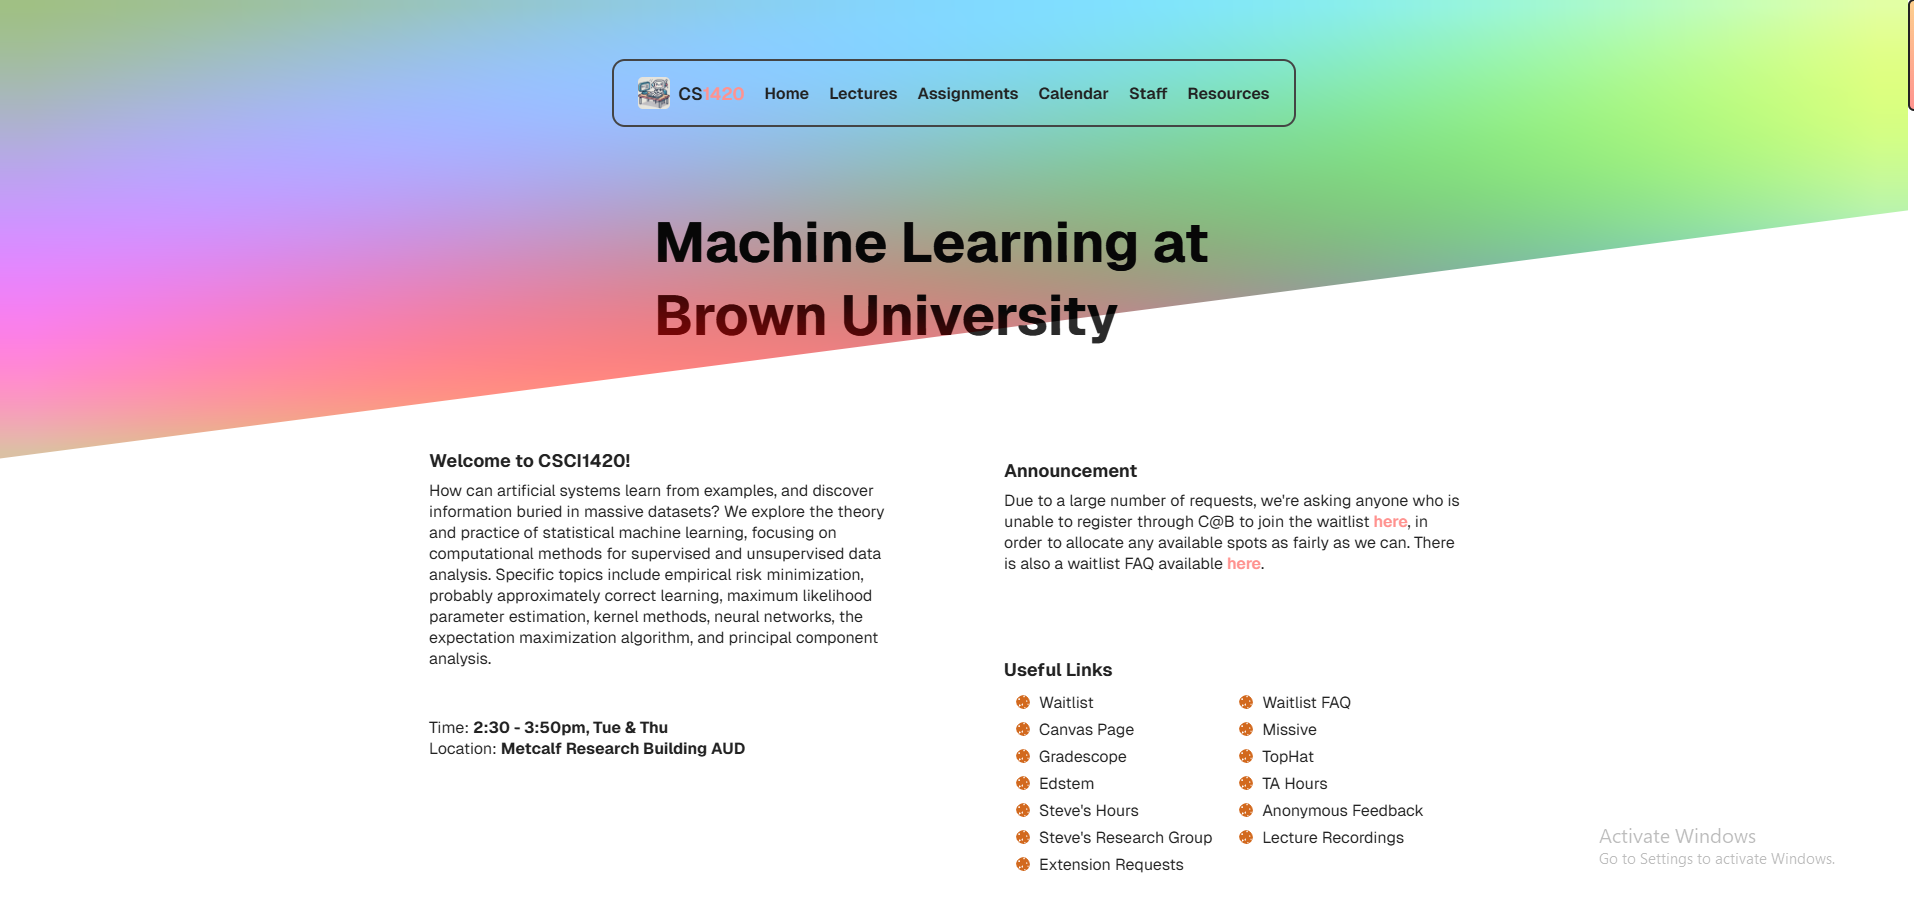 CS1420 Home Lectures Assignments Calendar Staff Resources
Machine Learning at
Brown University
Welcome to CSCI1420!
How can artificial systems learn from examples, and discover
information buried in massive datasets? We explore the theory
and practice of statistical machine learning, focusing on
computational methods for supervised and unsupervised data
analysis. Specific topics include empirical risk minimization,
probably approximately correct learning, maximum likelihood
parameter estimation, kernel methods, neural networks, the
expectation maximization algorithm, and principal component
analysis.
Time: 2:30 - 3:50pm, Tue & Thu
Location: Metcalf Research Building AUD
Announcement
Due to a large number of requests, we're asking anyone who is
unable to register through C@B to join the waitlist here, in
order to allocate any available spots as fairly as we can. There
is also a waitlist FAQ available here.
Useful Links
Waitlist
Canvas Page
Gradescope
Edstem
Steve's Hours
Steve's Research Group
Extension Requests
Waitlist FAQ
Missive
TopHat
TA Hours
Anonymous Feedback
Lecture Recordings
Activate Windows
Go to Settings to activate Windows.